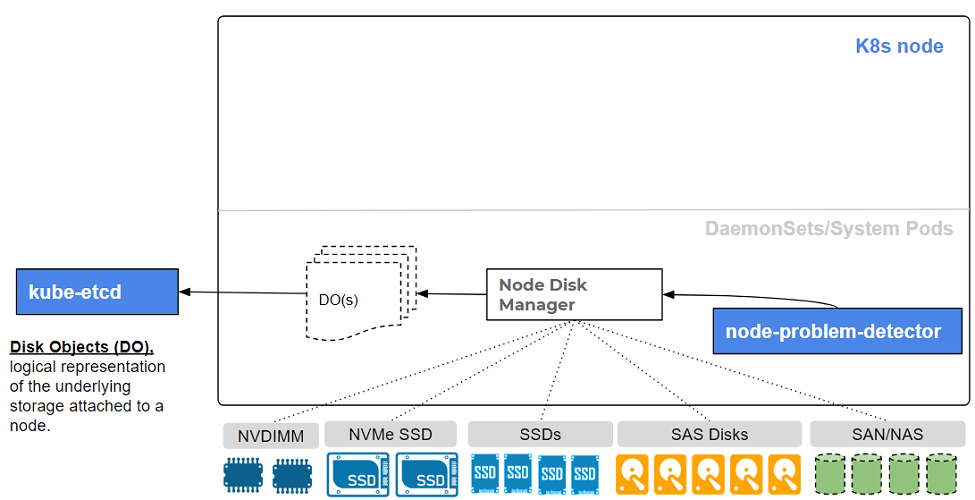 K8s node
DaemonSets/System Pods
kube-etcd
DO(s)
Node Disk
Manager
node-problem-detector
Disk Objects (DO),
logical representation
of the underlying
storage attached to a
node.
NVDIMM
NVMe SSD
SSDs
SAS Disks
SAN/NAS
SSD
SSD
SSD
SSD
SSD
SSD